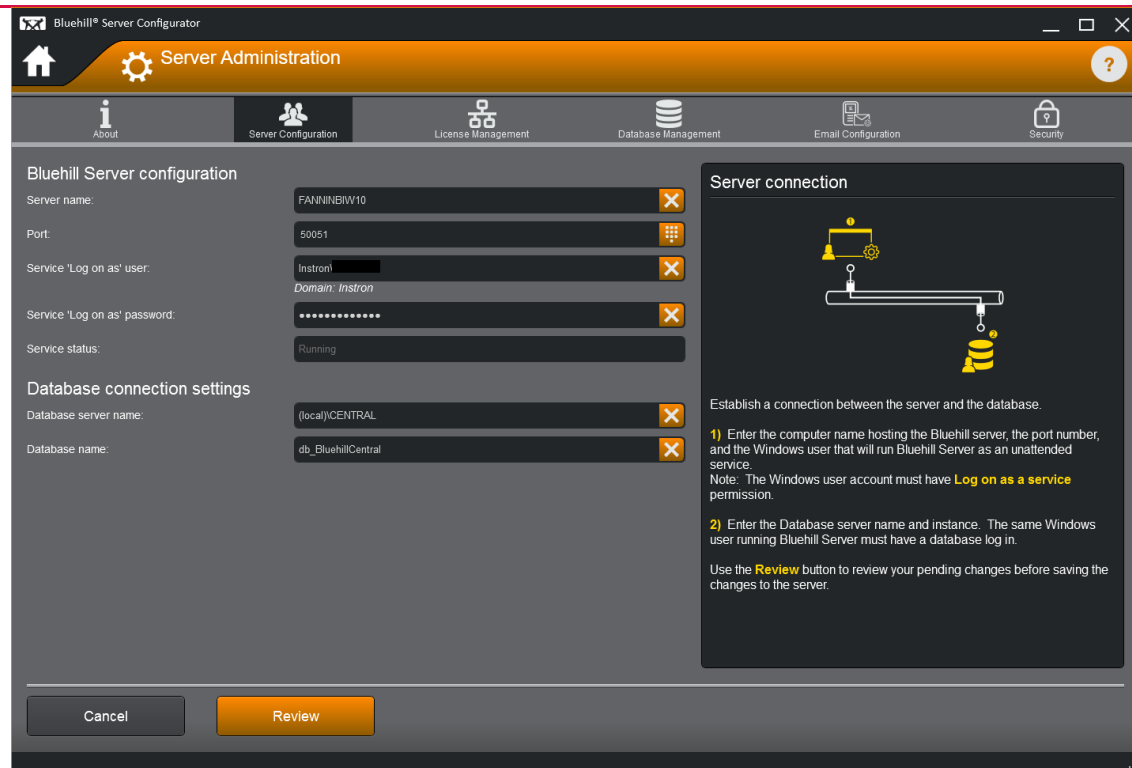 Bluehill® Server Configurator
Server Administration
?
About
Server Configuration
License Management
Database Management
Email Configuration
Security
Bluehill Server configuration
Server name:
FANNINBIW10
Port:
50051
Service 'Log on as' user:
Instron\
Domain: Instron
Service 'Log on as' password:
•••••••••••••
Service status:
Running
Database connection settings
Database server name:
(local)\CENTRAL
Database name:
db_BluehillCentral
Server connection
1
2
Establish a connection between the server and the database.
1) Enter the computer name hosting the Bluehill server, the port number,
and the Windows user that will run Bluehill Server as an unattended
service.
Note: The Windows user account must have Log on as a service
permission.
2) Enter the Database server name and instance. The same Windows
user running Bluehill Server must have a database log in.
Use the Review button to review your pending changes before saving the
changes to the server.
Cancel
Review